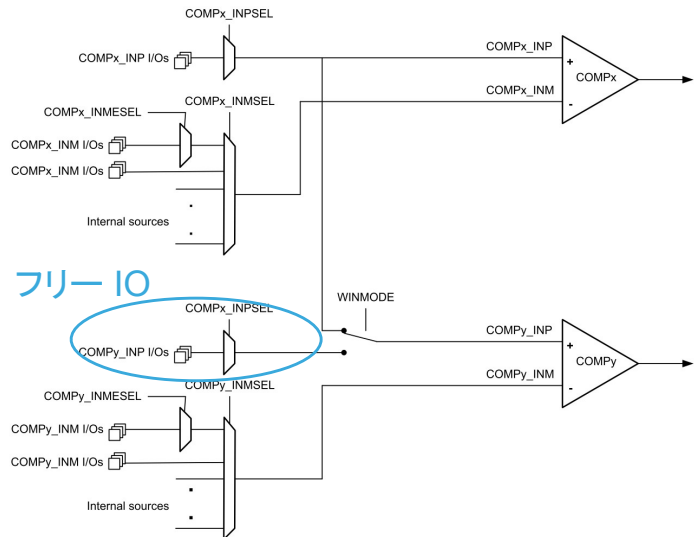 COMPx_INPSEL
COMPx_INP I/Os
COMPx_INP
+
COMPx
COMPx_INM
-
COMPx_INMESEL
COMPx_INMSEL
COMPx_INM I/Os
COMPx_INM I/Os
Internal sources
フリー IO
WINMODE
COMPx_INPSEL
COMPy_INP I/Os
COMPy_INP
+
COMPy
COMPy_INM
-
COMPy_INMESEL
COMPy_INMSEL
COMPy_INM I/Os
COMPy_INM I/Os
Internal sources